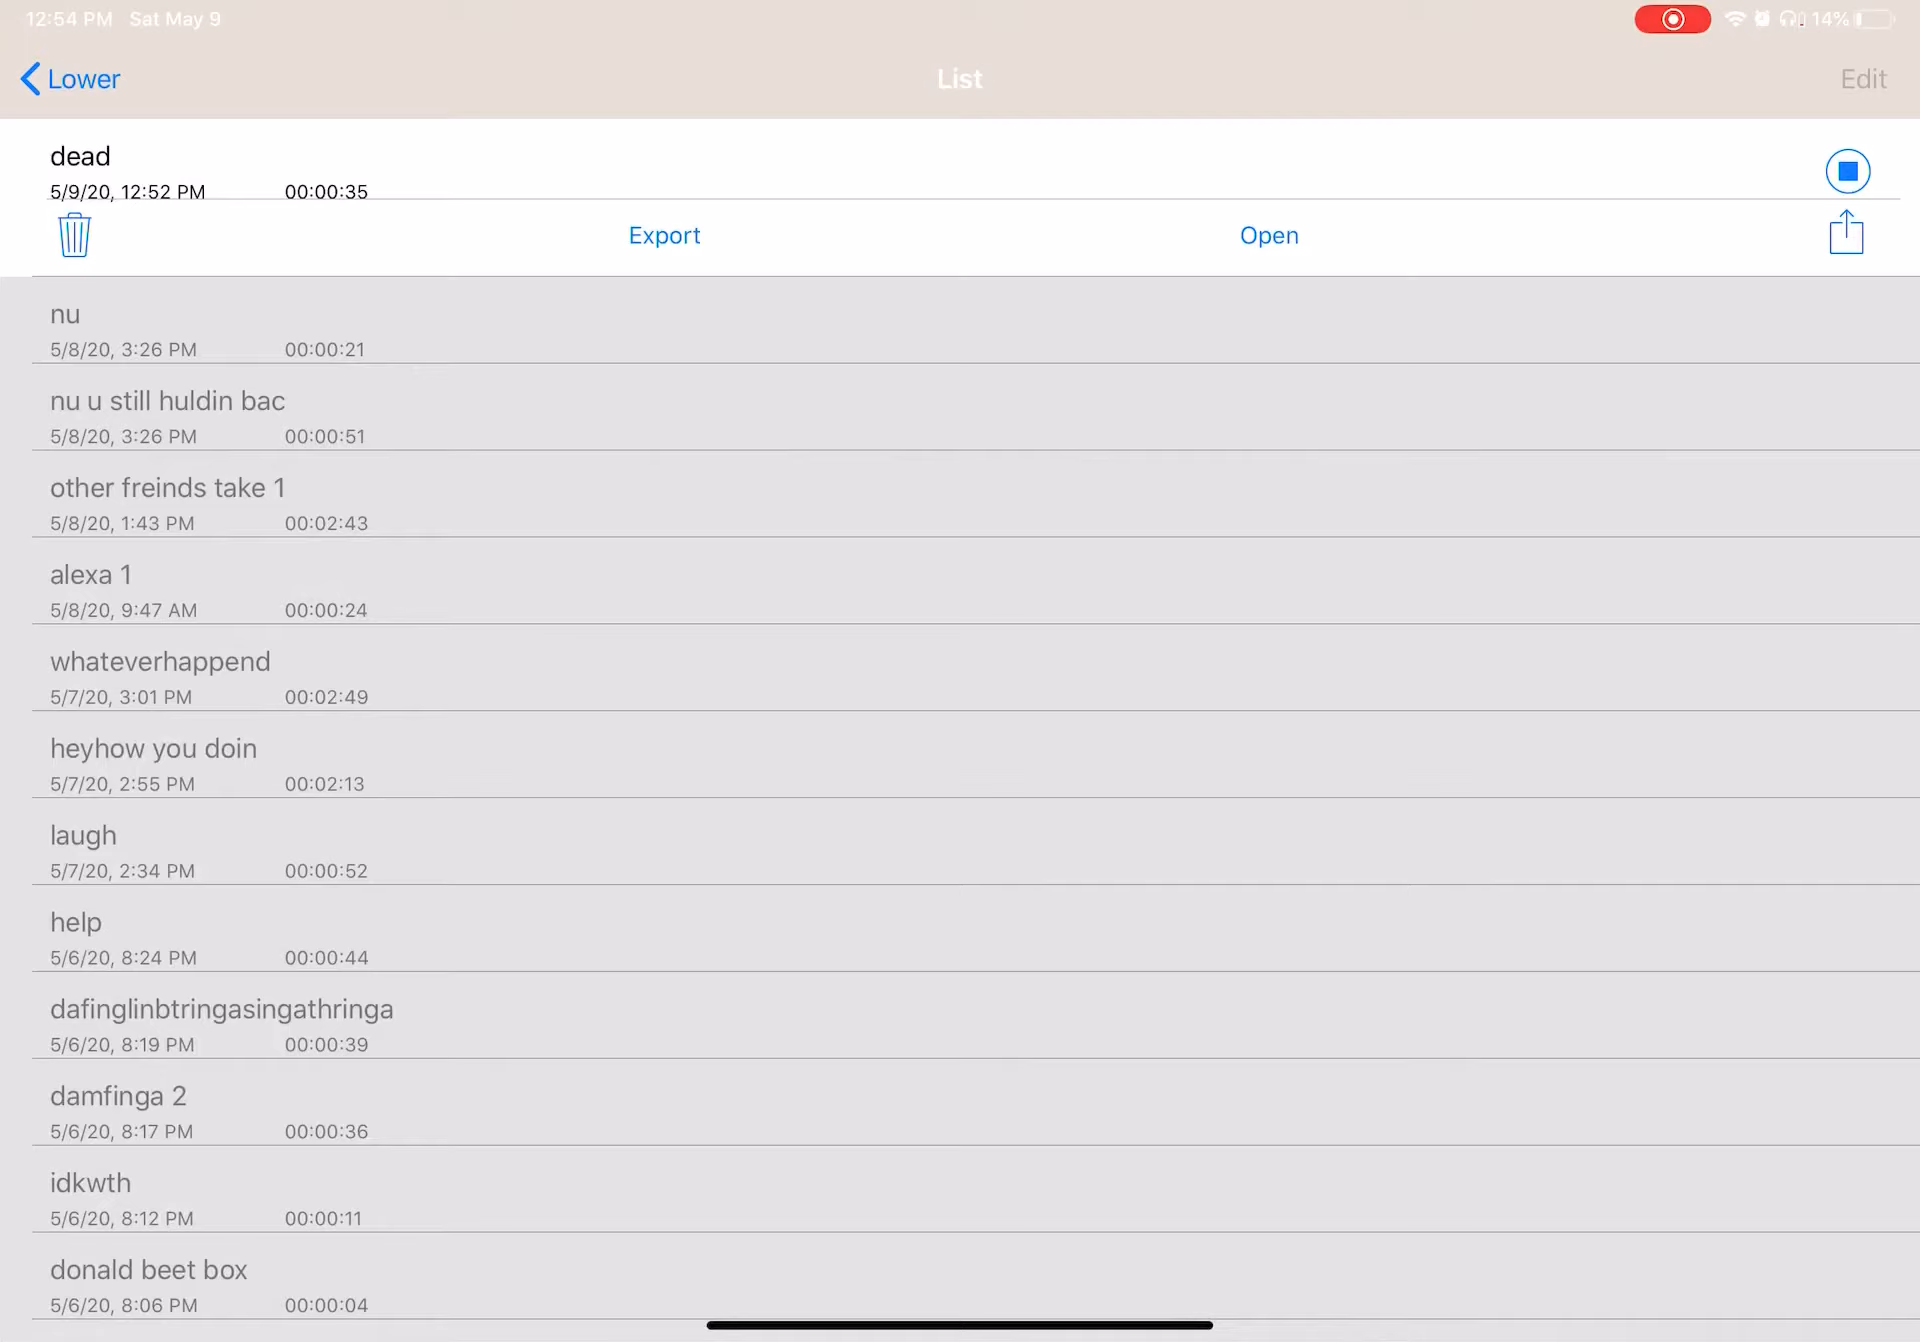 12:54 PM Sat May 9 14%
Lower List Edit
dead
5/9/20, 12:52 PM 00:00:35
Export Open
nu
5/8/20, 3:26 PM 00:00:21
nu u still huldin bac
5/8/20, 3:26 PM 00:00:51
other freinds take 1
5/8/20, 1:43 PM 00:02:43
alexa 1
5/8/20, 9:47 AM 00:00:24
whateverhappend
5/7/20, 3:01 PM 00:02:49
heyhow you doin
5/7/20, 2:55 PM 00:02:13
laugh
5/7/20, 2:34 PM 00:00:52
help
5/6/20, 8:24 PM 00:00:44
dafinglinbtringasingathringa
5/6/20, 8:19 PM 00:00:39
damfinga 2
5/6/20, 8:17 PM 00:00:36
idkwth
5/6/20, 8:12 PM 00:00:11
donald beet box
5/6/20, 8:06 PM 00:00:04